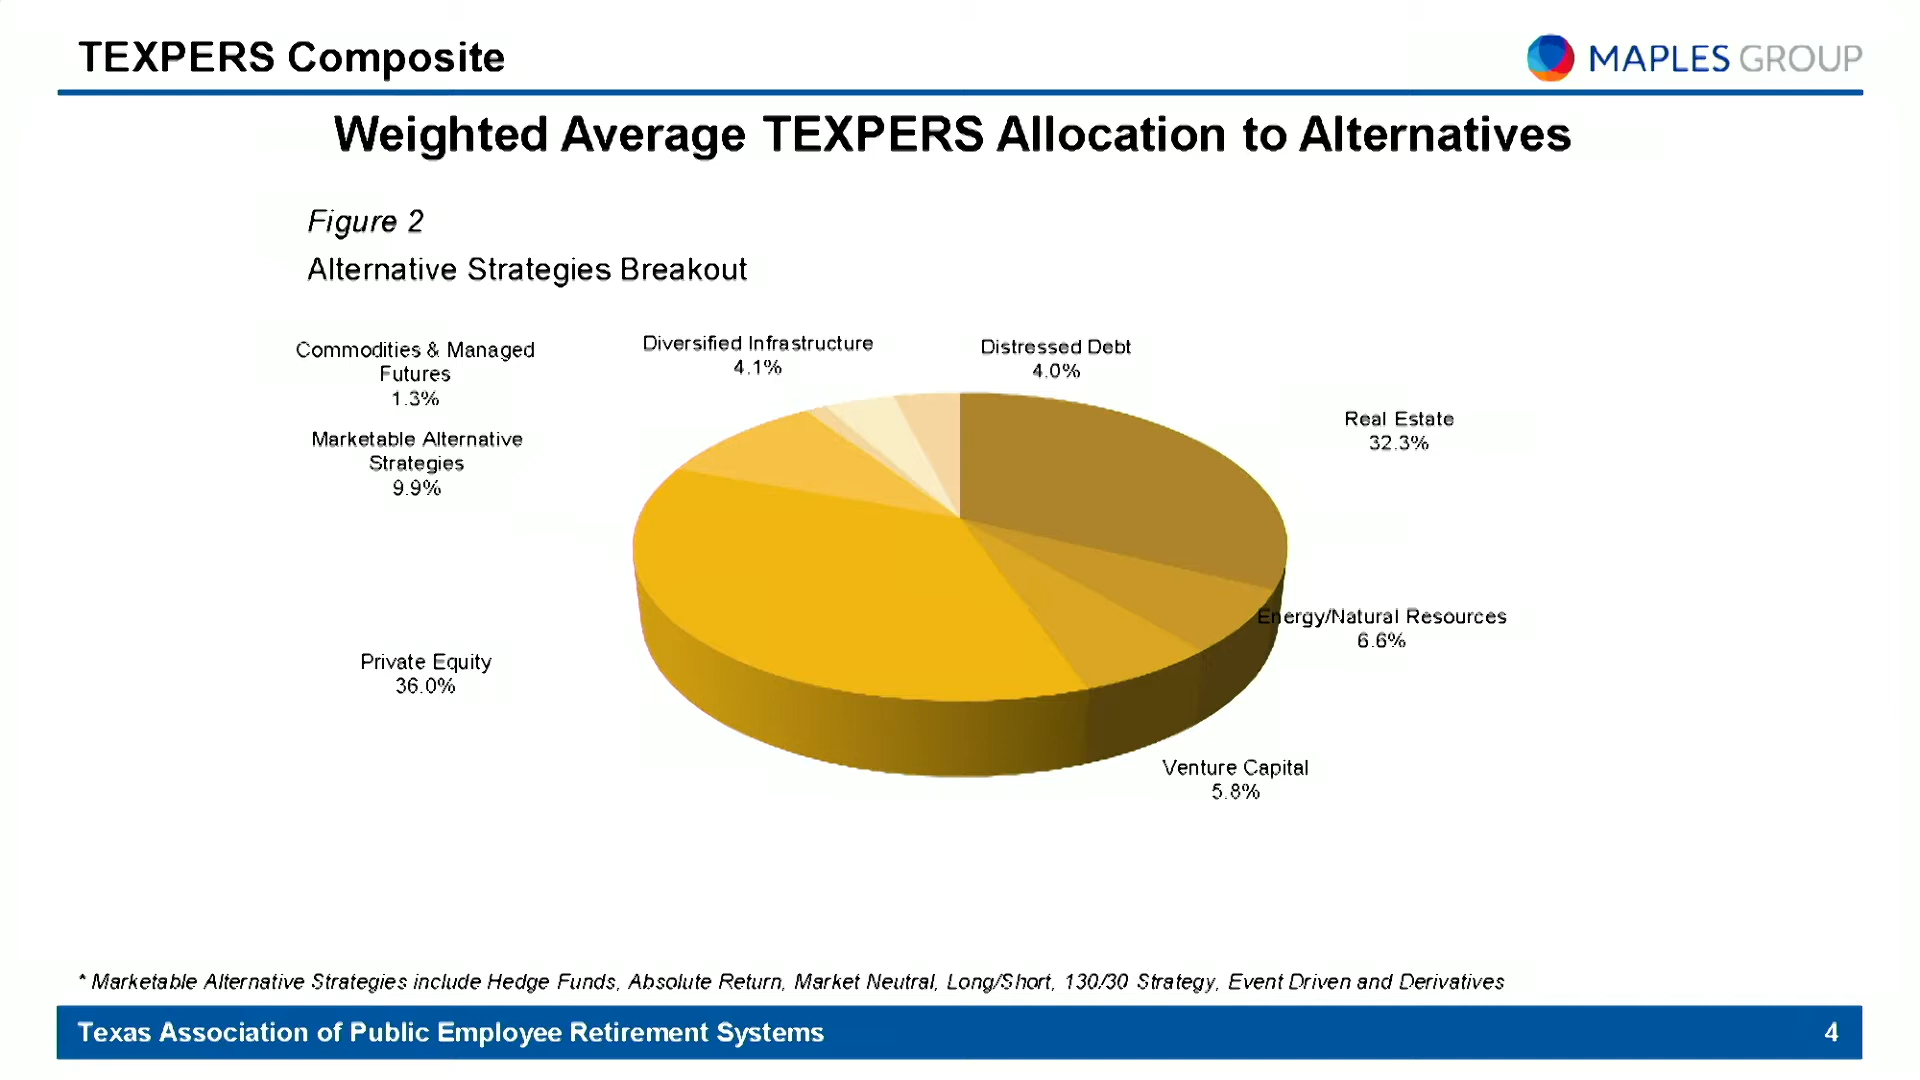 TEXPERS Composite
MAPLES GROUP
Weighted Average TEXPERS Allocation to Alternatives
Figure 2
Alternative Strategies Breakout
Commodities & Managed
Futures
1.3%
Diversified Infrastructure
4.1%
Distressed Debt
4.0%
Real Estate
32.3%
Marketable Alternative
Strategies
9.9%
Energy/Natural Resources
6.6%
Private Equity
36.0%
Venture Capital
5.8%
* Marketable Alternative Strategies include Hedge Funds, Absolute Return, Market Neutral, Long/Short, 130/30 Strategy, Event Driven and Derivatives
Texas Association of Public Employee Retirement Systems
4